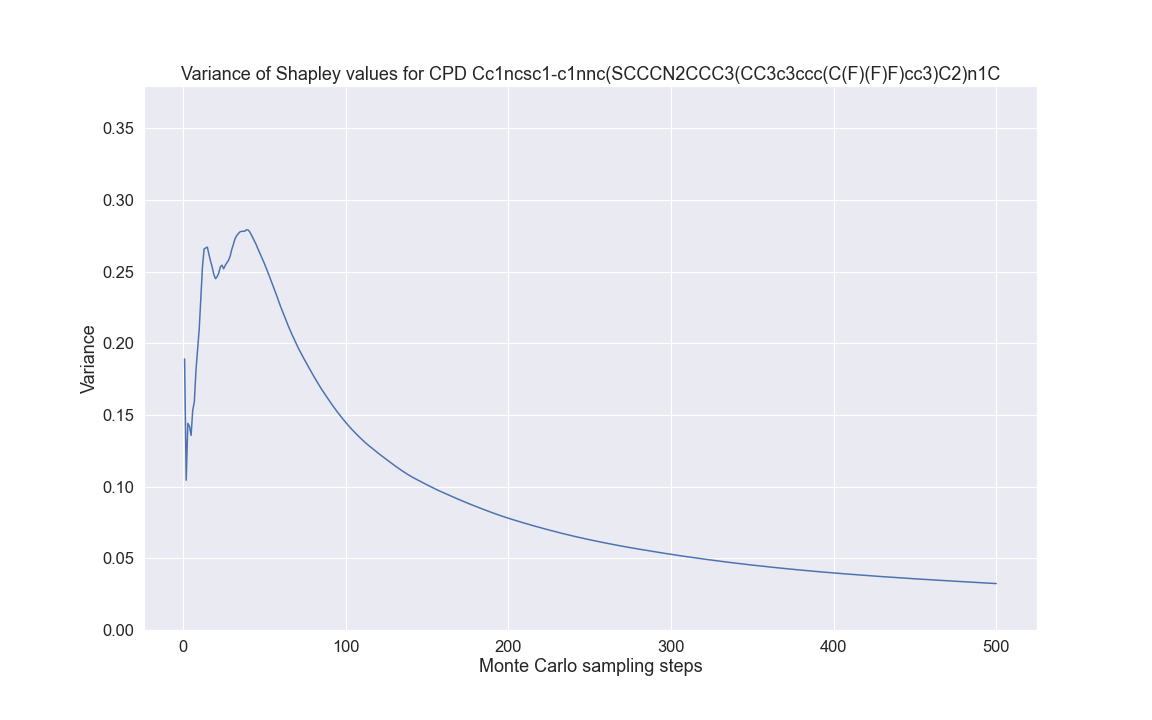 Variance of Shapley values for CPD Cc1ncsc1-c1nnc(SCCCN2CCC3(CC3c3ccc(C(F)(F)F)cc3)C2)n1C
0.35
0.30
0.25
0.20
0.15
0.10
0.05
0.00
Variance
0 100 200 300 400 500
Monte Carlo sampling steps